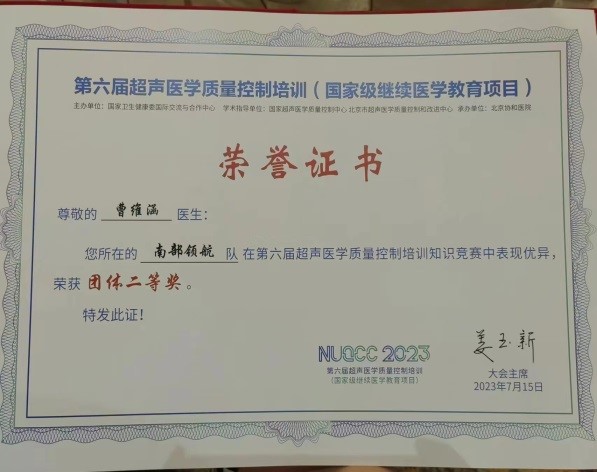 第六届超声医学质量控制培训（国家级继续医学教育项目）
主办单位：国家卫生健康委国际交流与合作中心 学术指导单位：国家超声医学质量控制中心 北京市超声医学质量控制和改进中心 承办单位：北京协和医院
荣誉证书
尊敬的 曹维涵 医生：
您所在的 南部领航 队 在第六届超声医学质量控制培训知识竞赛中表现优异，
荣获 团体二等奖 。
特发此证！
姜玉新
NUQCC 2023
第六届超声医学质量控制培训
（国家级继续医学教育项目）
大会主席
2023年7月15日